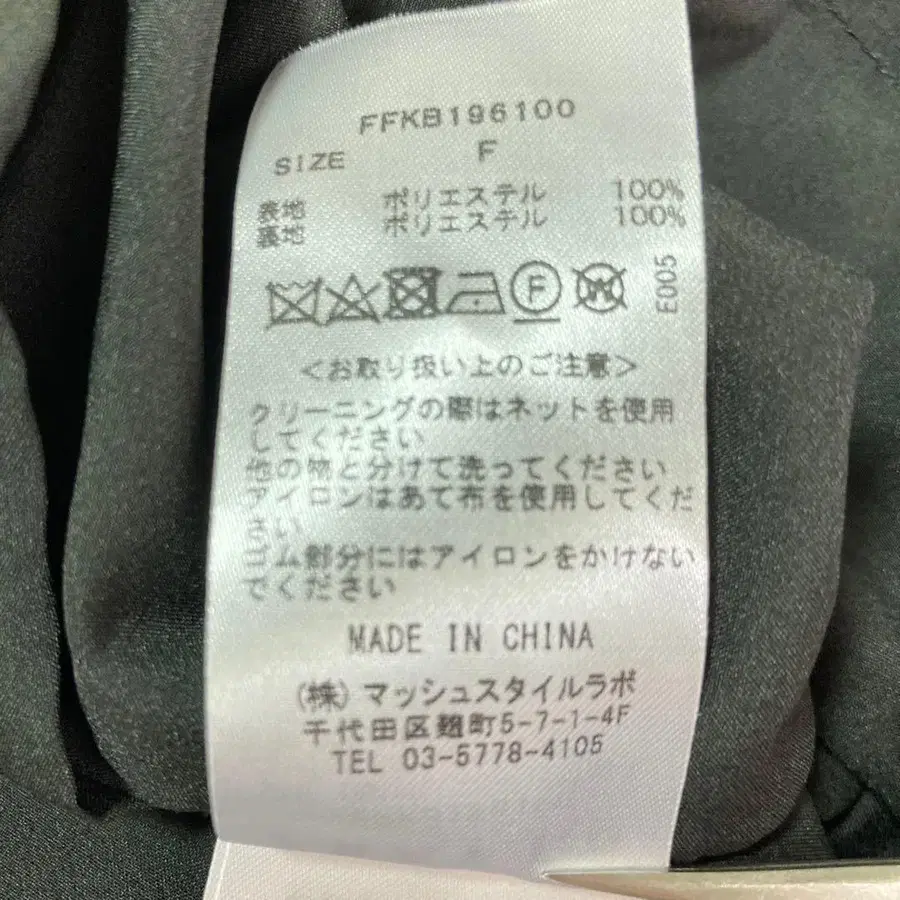 FFKB196100
SIZE F
表地 ポリエステル 100%
裏地 ポリエステル 100%
F W
E005
<お取り扱い上のご注意>
クリーニングの際はネットを使用
してください
他の物と分けて洗ってください
アイロンはあて布を使用してくだ
さい
ゴム部分にはアイロンをかけない
でください
MADE IN CHINA
(株)マッシュスタイルラボ
千代田区麹町5-7-1-4F
TEL 03-5778-4105